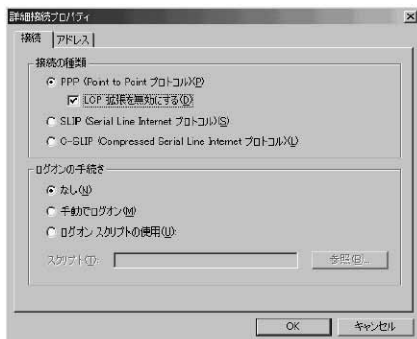 詳細接続プロパティ
接続 アドレス
接続の種類
PPP (Point to Point プロトコル)(P)
LCP 拡張を無効にする(D)
SLIP (Serial Line Internet プロトコル)(S)
C-SLIP (Compressed Serial Line Internet プロトコル)(L)
ログオンの手続き
なし(N)
手動でログオン(M)
ログオン スクリプトの使用(U):
スクリプト(T): 参照(B)...
OK キャンセル